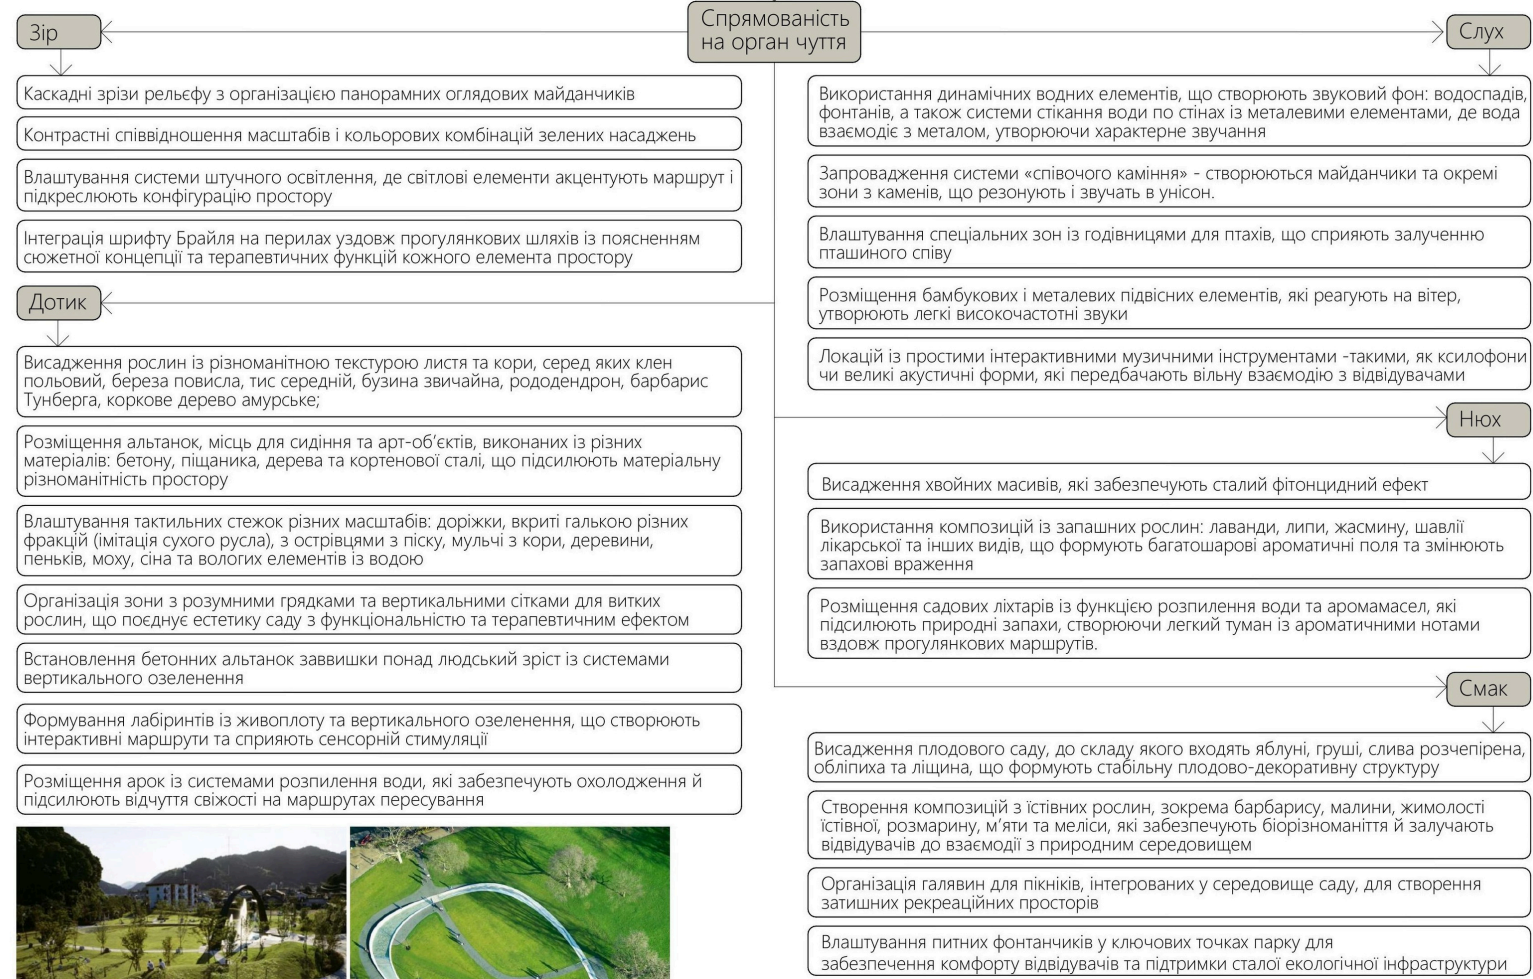 Спрямованість
на орган чуття
Зір
Каскадні зрізи рельєфу з організацією панорамних оглядових майданчиків
Контрастні співвідношення масштабів і кольорових комбінацій зелених насаджень
Влаштування системи штучного освітлення, де світлові елементи акцентують маршрут і
підкреслюють конфігурацію простору
Інтеграція шрифту Брайля на перилах уздовж прогулянкових шляхів із поясненням
сюжетної концепції та терапевтичних функцій кожного елемента простору
Дотик
Висадження рослин із різноманітною текстурою листя та кори, серед яких клен
польовий, береза повисла, тис середній, бузина звичайна, рододендрон, барбарис
Тунберга, коркове дерево амурське;
Розміщення альтанок, місць для сидіння та арт-об’єктів, виконаних із різних
матеріалів: бетону, піщаника, дерева та кортенової сталі, що підсилюють матеріальну
різноманітність простору
Влаштування тактильних стежок різних масштабів: доріжки, вкриті галькою різних
фракцій (імітація сухого русла), з острівцями з піску, мульчі з кори, деревини,
пеньків, моху, сіна та вологих елементів із водою
Організація зони з розумними грядками та вертикальними сітками для витких
рослин, що поєднує естетику саду з функціональністю та терапевтичним ефектом
Встановлення бетонних альтанок заввишки понад людський зріст із системами
вертикального озеленення
Формування лабіринтів із живоплоту та вертикального озеленення, що створюють
інтерактивні маршрути та сприяють сенсорній стимуляції
Розміщення арок із системами розпилення води, які забезпечують охолодження й
підсилюють відчуття свіжості на маршрутах пересування
Слух
Використання динамічних водних елементів, що створюють звуковий фон: водоспадів,
фонтанів, а також системи стікання води по стінах із металевими елементами, де вода
взаємодіє з металом, утворюючи характерне звучання
Запровадження системи «співочого каміння» - створюються майданчики та окремі
зони з каменів, що резонують і звучать в унісон.
Влаштування спеціальних зон із годівницями для птахів, що сприяють залученню
пташиного співу
Розміщення бамбукових і металевих підвісних елементів, які реагують на вітер,
утворюють легкі високочастотні звуки
Локацій із простими інтерактивними музичними інструментами -такими, як ксилофони
чи великі акустичні форми, які передбачають вільну взаємодію з відвідувачами
Нюх
Висадження хвойних масивів, які забезпечують сталий фітонцидний ефект
Використання композицій із запашних рослин: лаванди, липи, жасмину, шавлії
лікарської та інших видів, що формують багатошарові ароматичні поля та змінюють
запахові враження
Розміщення садових ліхтарів із функцією розпилення води та аромамасел, які
підсилюють природні запахи, створюючи легкий туман із ароматичними нотами
вздовж прогулянкових маршрутів.
Смак
Висадження плодового саду, до складу якого входять яблуні, груші, слива розчепірена,
обліпиха та ліщина, що формують стабільну плодово-декоративну структуру
Створення композицій з їстівних рослин, зокрема барбарису, малини, жимолості
їстівної, розмарину, м’яти та меліси, які забезпечують біорізноманіття й залучають
відвідувачів до взаємодії з природним середовищем
Організація галявин для пікніків, інтегрованих у середовище саду, для створення
затишних рекреаційних просторів
Влаштування питних фонтанчиків у ключових точках парку для
забезпечення комфорту відвідувачів та підтримки сталої екологічної інфраструктури